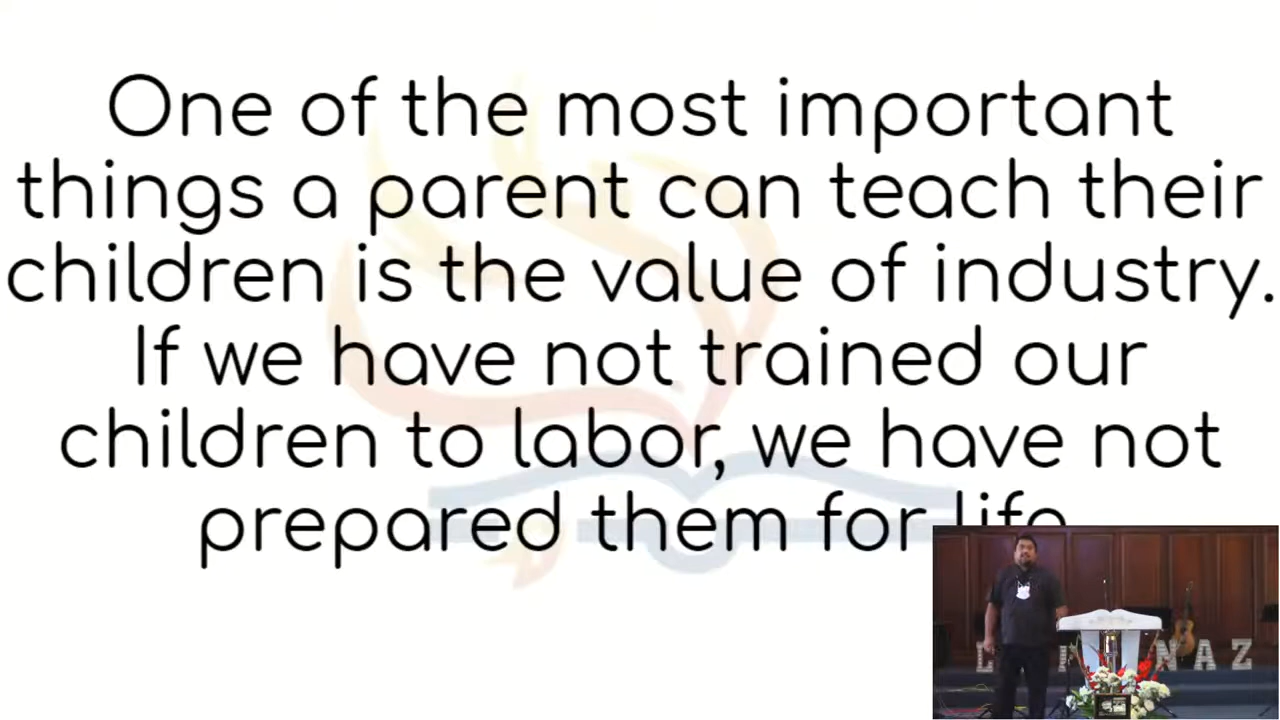 One of the most important
things a parent can teach their
children is the value of industry.
If we have not trained our
children to labor, we have not
prepared them for life
N A Z